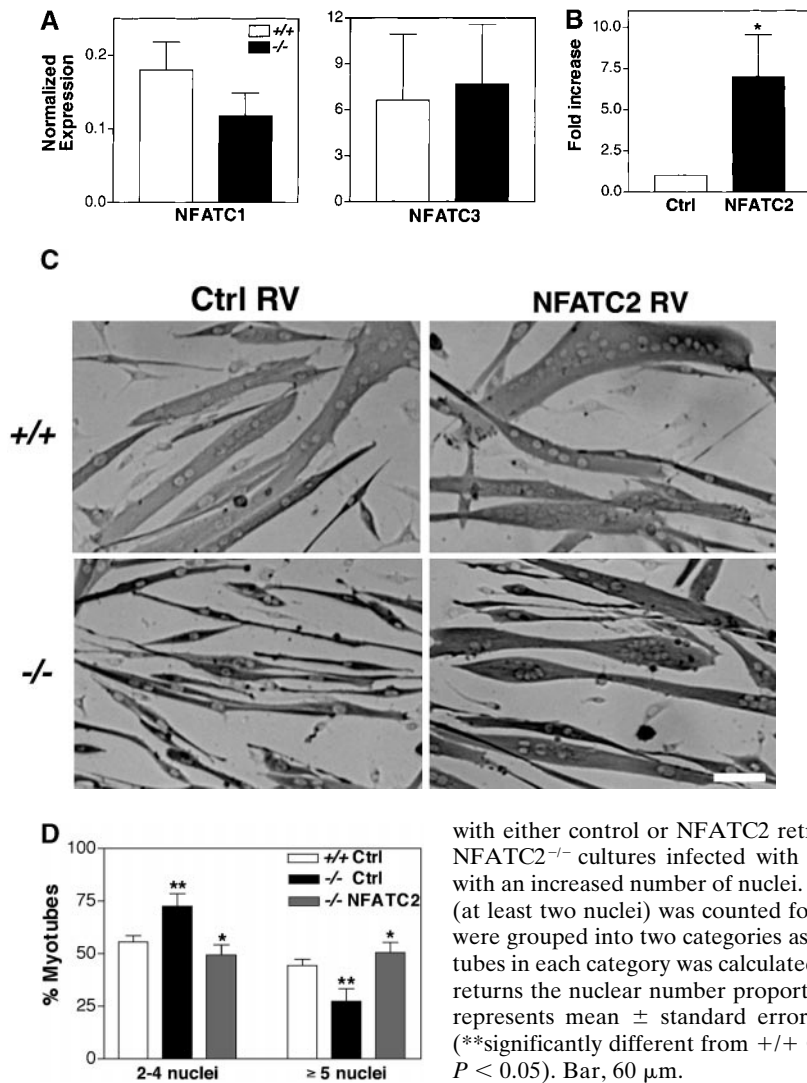 A
B
+/+
-/-
Normalized
Expression
0.2
0.1
0.0
NFATC1
12
9
6
3
0
NFATC3
Fold increase
10.0
7.5
5.0
2.5
0.0
*
Ctrl NFATC2
C
Ctrl RV NFATC2 RV
+/+
-/-
D
% Myotubes
100
75
50
25
0
+/+ Ctrl
-/- Ctrl
-/- NFATC2
** * ** *
2-4 nuclei ≥ 5 nuclei
with either control or NFATC2 retr
NFATC2−/− cultures infected with
with an increased number of nuclei.
(at least two nuclei) was counted fo
were grouped into two categories as
tubes in each category was calculated
returns the nuclear number proport
represents mean ± standard error
(**significantly different from +/+
P < 0.05). Bar, 60 μm.